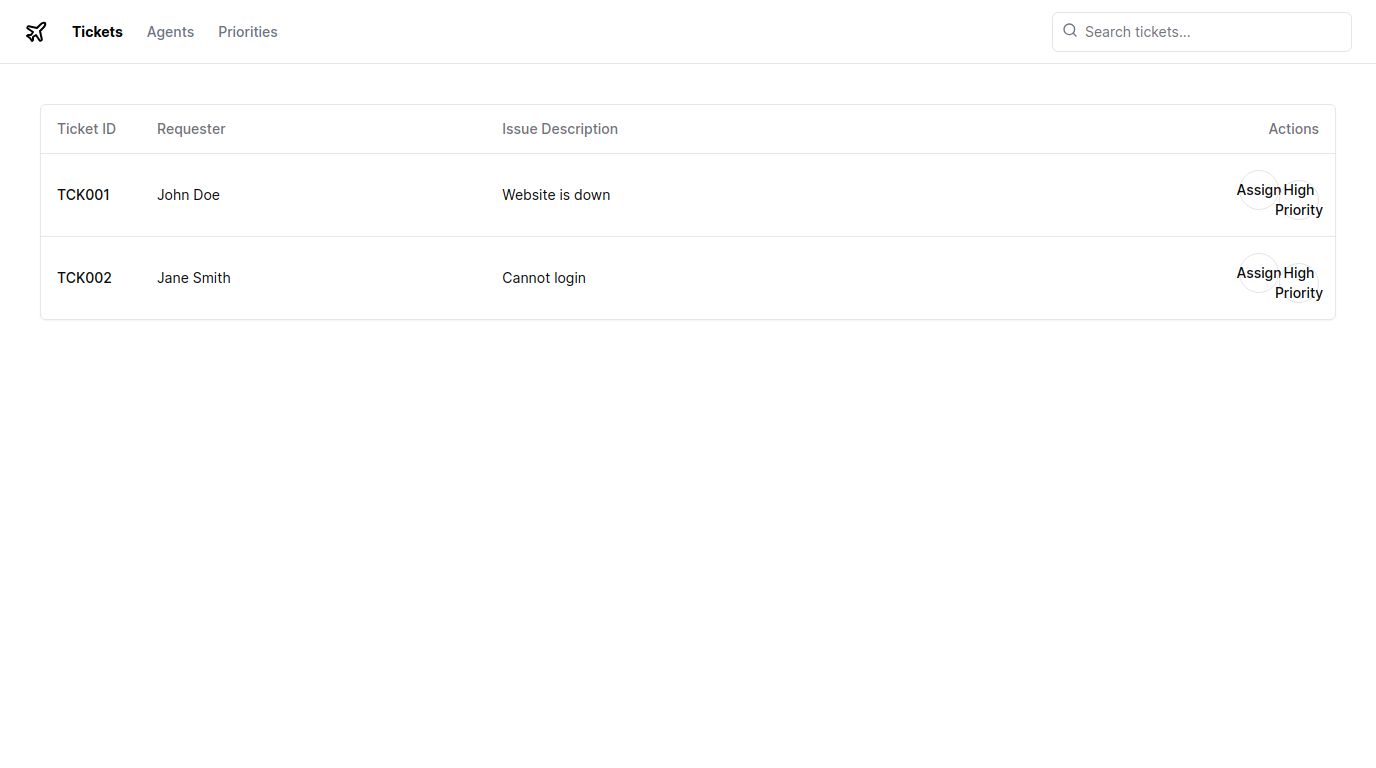 Tickets Agents Priorities Search tickets...
Ticket ID Requester Issue Description Actions
TCK001 John Doe Website is down Assign High
Priority
TCK002 Jane Smith Cannot login Assign High
Priority